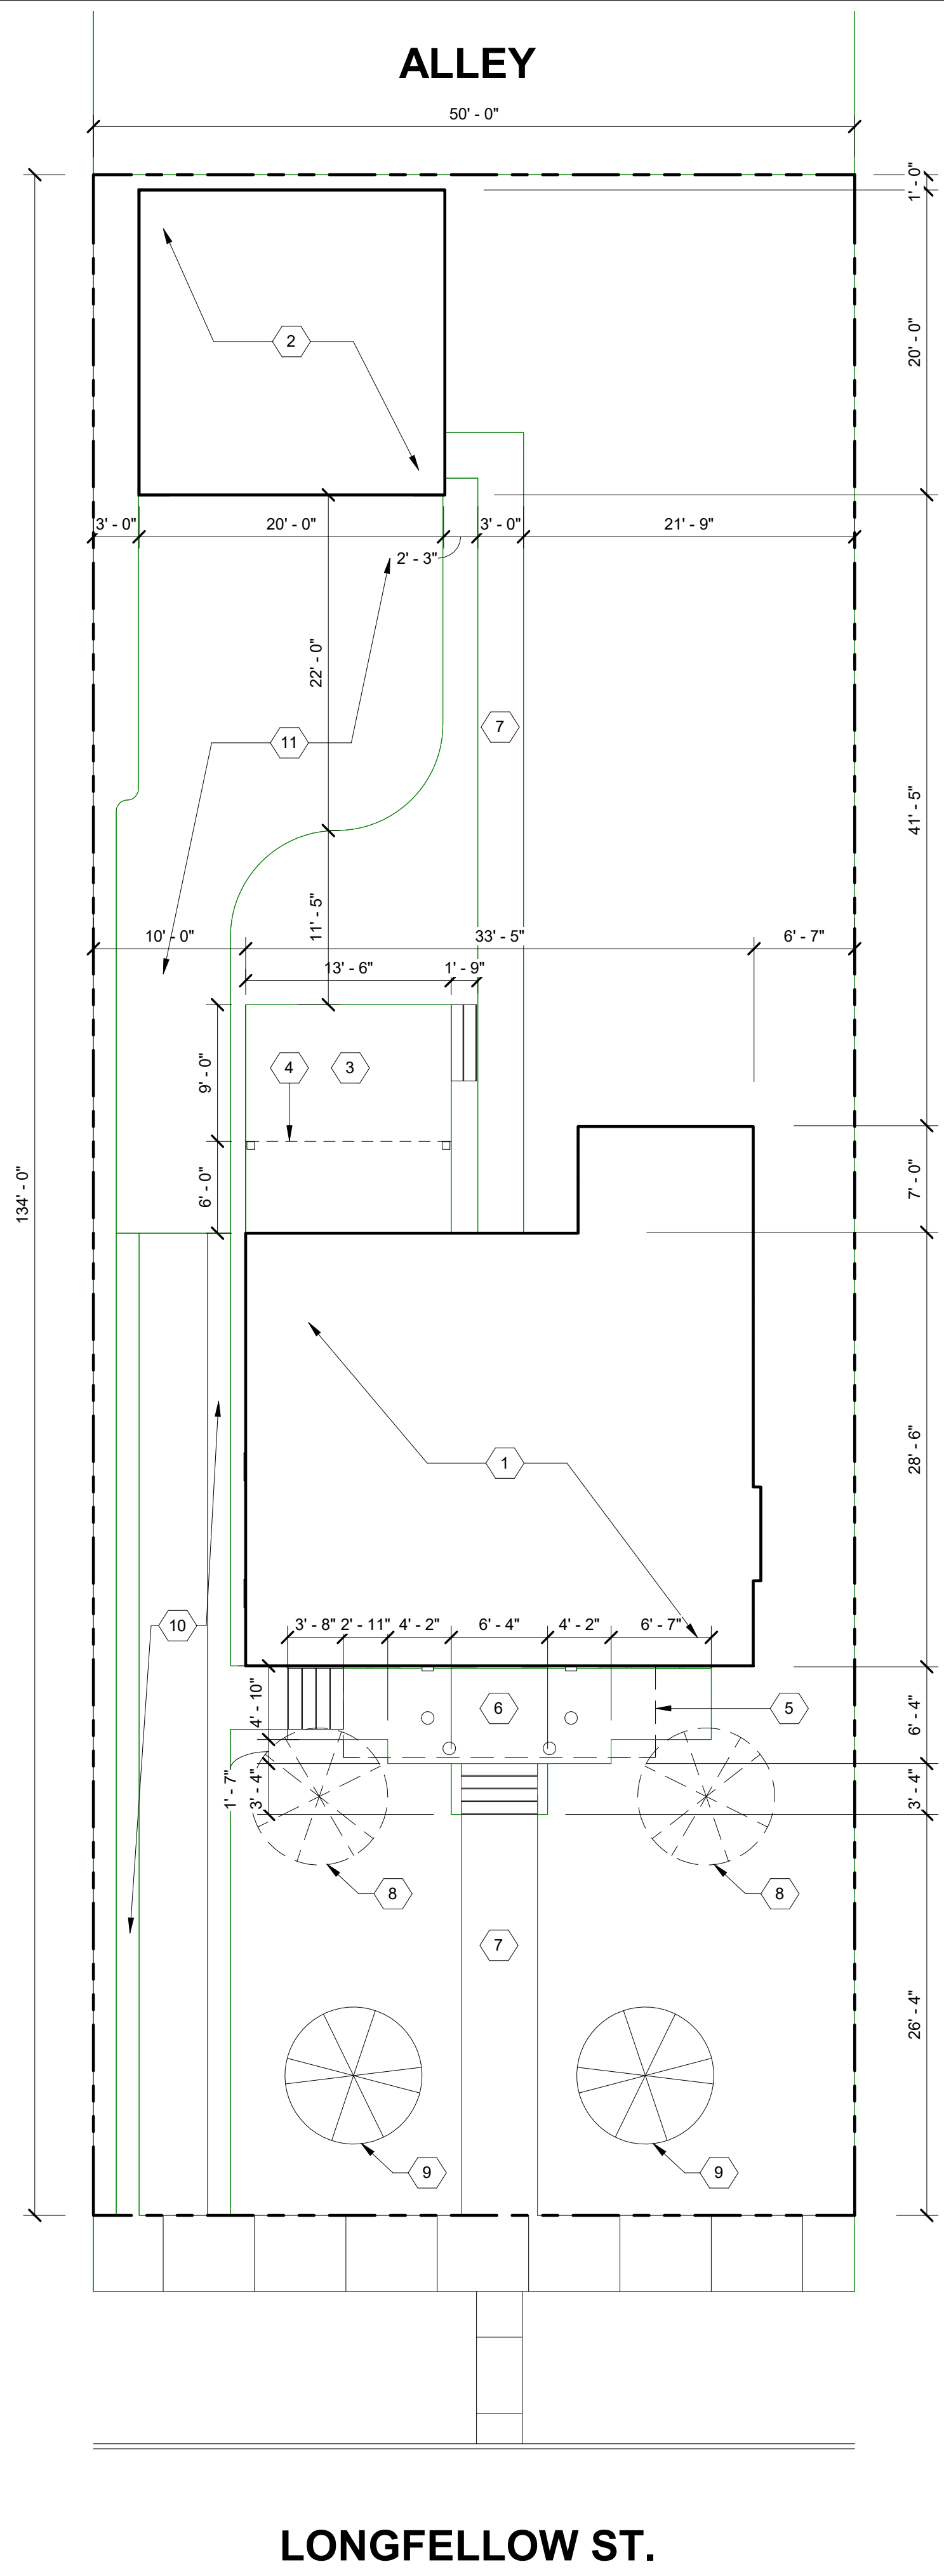 ALLEY
50' - 0"
1' - 0"
2
20' - 0"
3' - 0"
20' - 0"
3' - 0"
21' - 9"
2' - 3"
22' - 0"
7
11
41' - 5"
11' - 5"
10' - 0"
33' - 5"
6' - 7"
13' - 6"
1' - 9"
9' - 0"
4
3
134' - 0"
6' - 0"
7' - 0"
28' - 6"
1
10
3' - 8"
2' - 11"
4' - 2"
6' - 4"
4' - 2"
6' - 7"
4' - 10"
6
5
6' - 4"
1' - 7"
3' - 4"
3' - 4"
8
8
7
26' - 4"
9
9
LONGFELLOW ST.